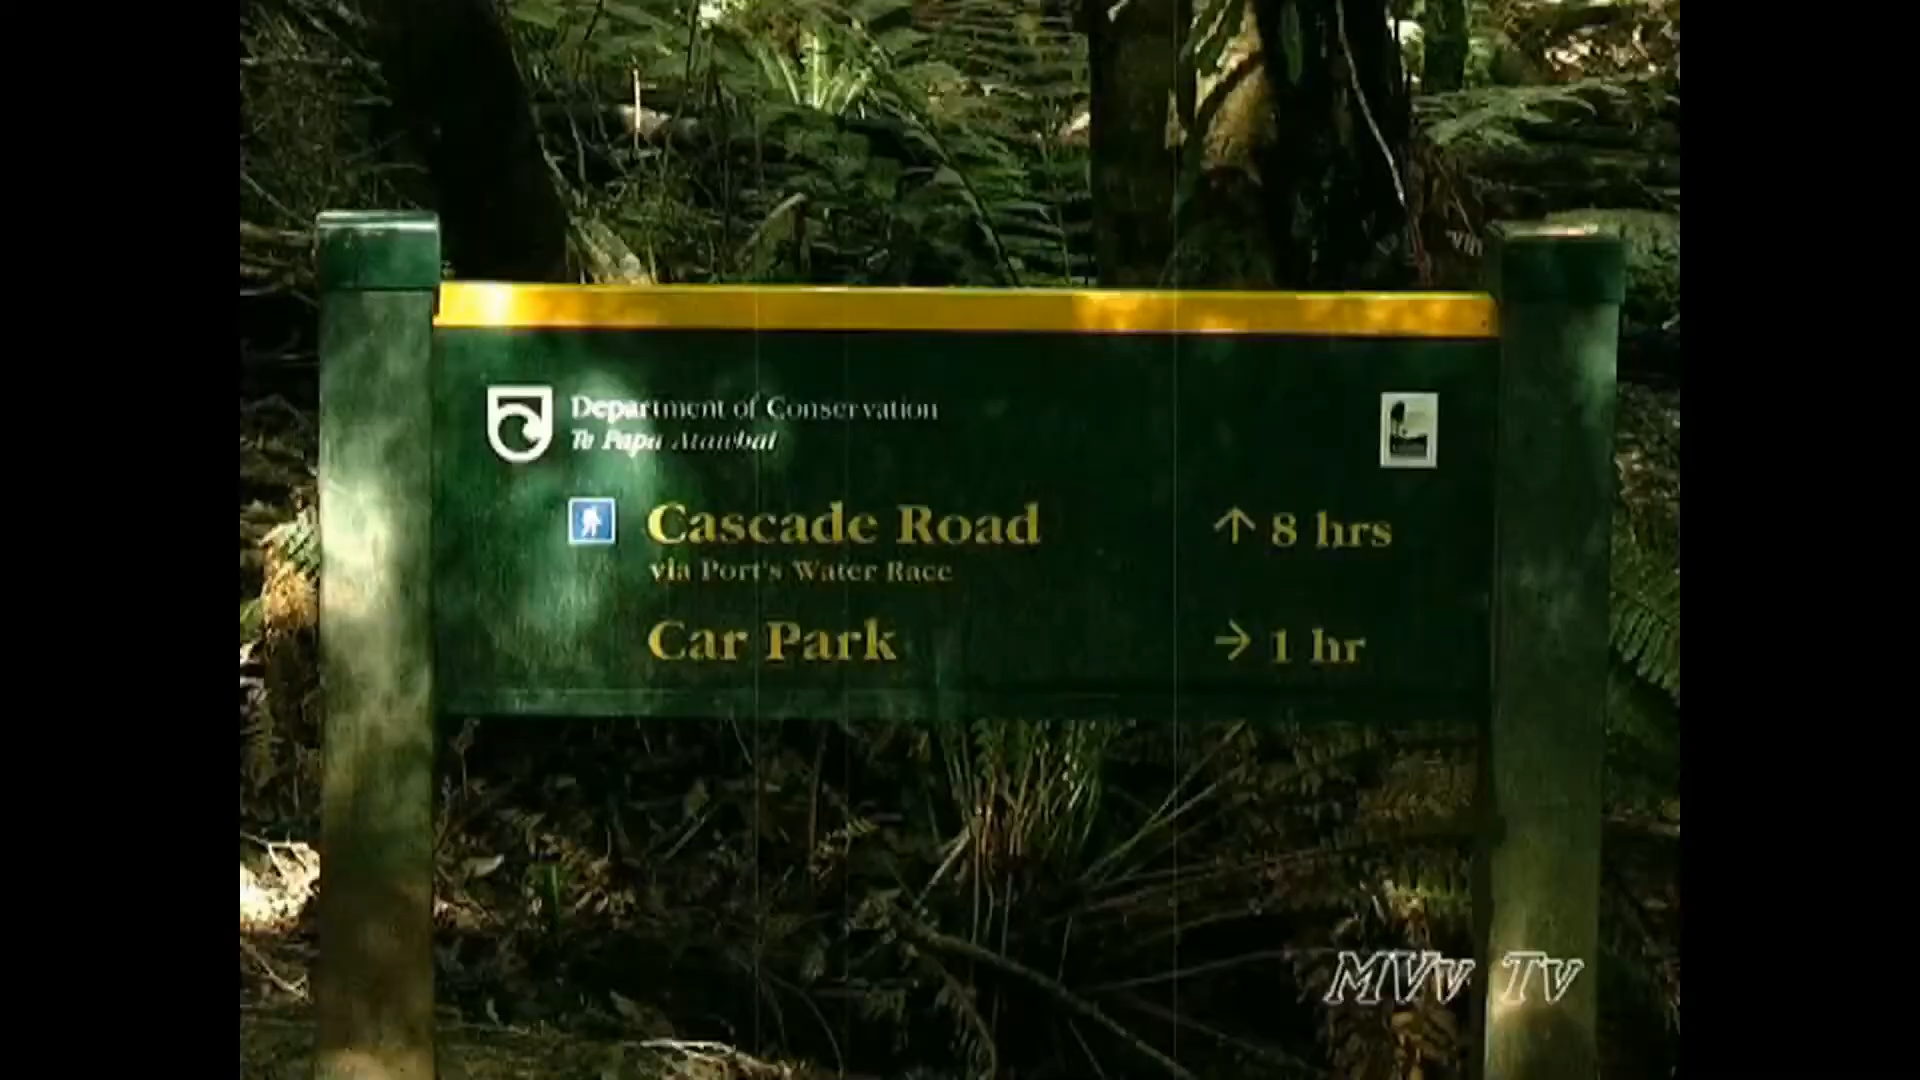 Department of Conservation
Te Papa Atawhai
Cascade Road ↑ 8 hrs
via Port's Water Race
Car Park → 1 hr
MVv Tv